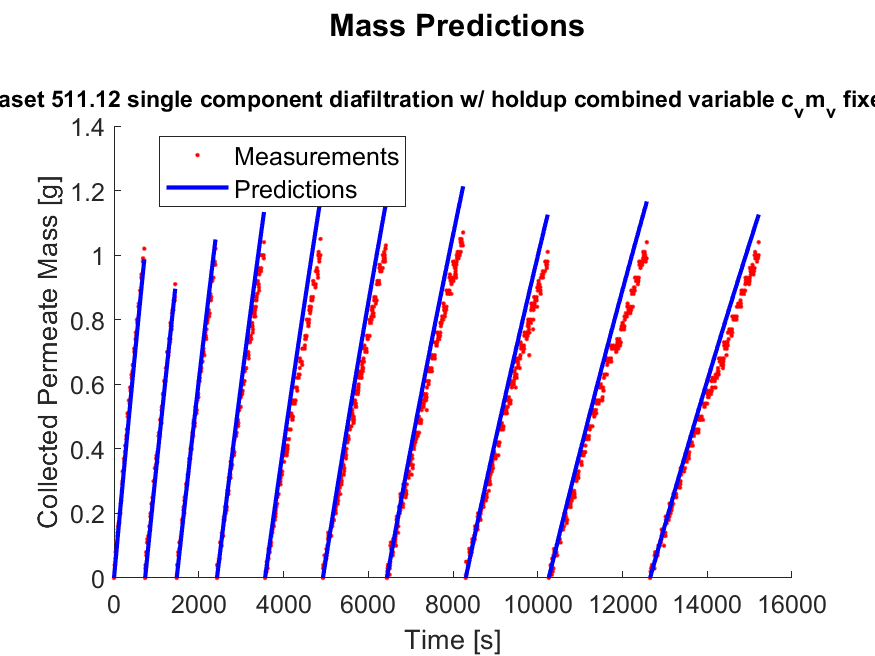 Mass Predictions
aset 511.12 single component diafiltration w/ holdup combined variable c_v m_v fixe
1.4
Measurements
Predictions
1.2
1
0.8
0.6
0.4
0.2
0
Collected Permeate Mass [g]
0 2000 4000 6000 8000 10000 12000 14000 16000
Time [s]